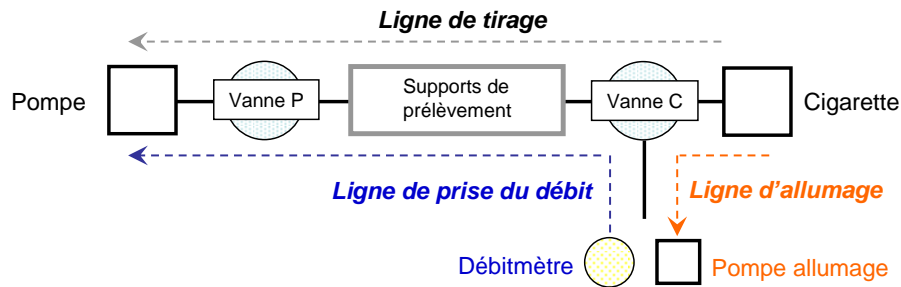 Ligne de tirage
Pompe
Vanne P
Supports de
prélèvement
Vanne C
Cigarette
Ligne de prise du débit
Ligne d'allumage
Débitmètre
Pompe allumage